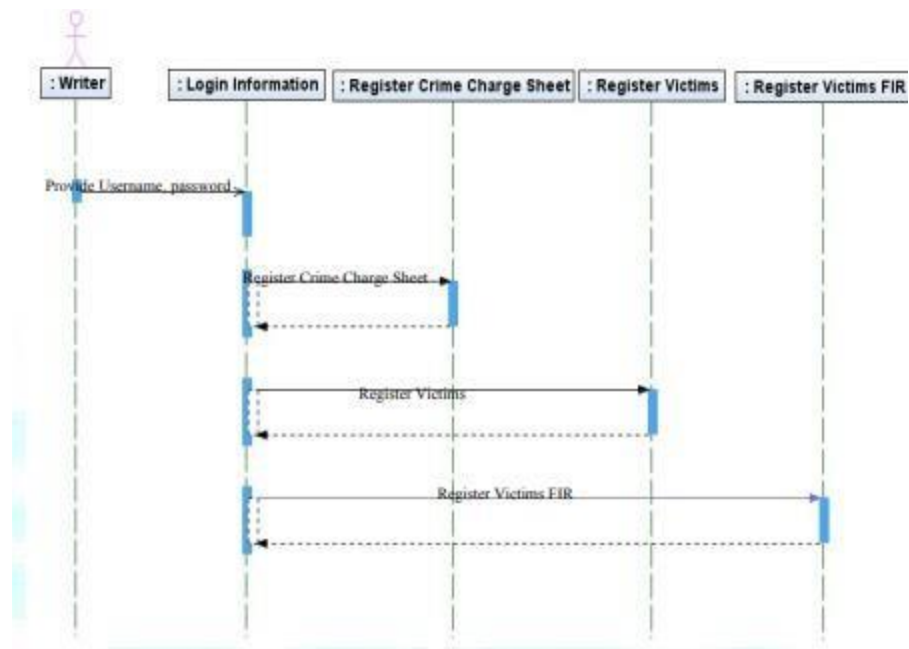 : Writer
: Login Information
: Register Crime Charge Sheet
: Register Victims
: Register Victims FIR
Provide Username, password
Register Crime Charge Sheet
Register Victims
Register Victims FIR